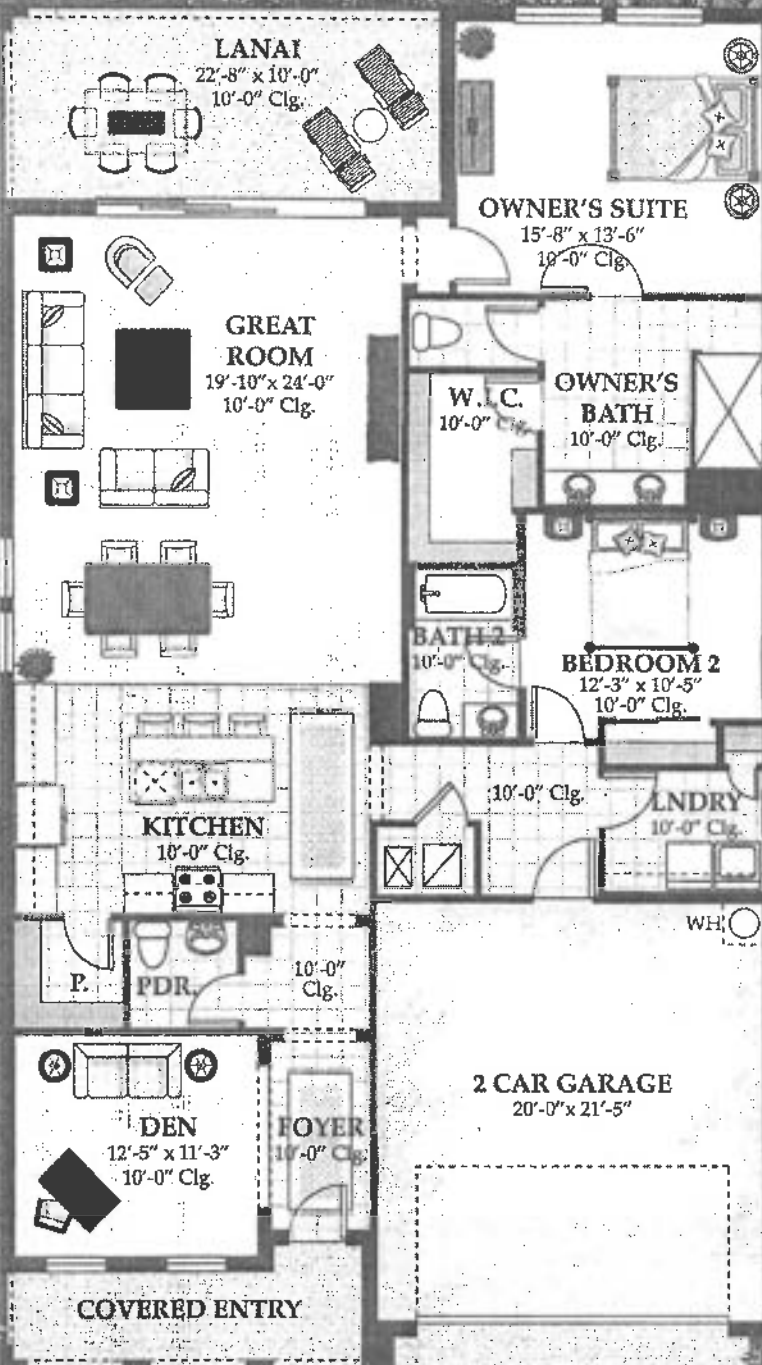 LANAI
22'-8" x 10'-0"
10'-0" Clg.
OWNER'S SUITE
15'-8" x 13'-6"
10'-0" Clg.
GREAT
ROOM
19'-10" x 24'-0"
10'-0" Clg.
W. C.
10'-0" Clg.
OWNER'S
BATH
10'-0" Clg.
BATH 2
10'-0" Clg.
BEDROOM 2
12'-3" x 10'-5"
10'-0" Clg.
KITCHEN
10'-0" Clg.
10'-0" Clg.
LNDRY
10'-0" Clg.
WH
P.
PDR.
10'-0"
Clg.
2 CAR GARAGE
20'-0" x 21'-5"
DEN
12'-5" x 11'-3"
10'-0" Clg.
FOYER
10'-0" Clg.
COVERED ENTRY